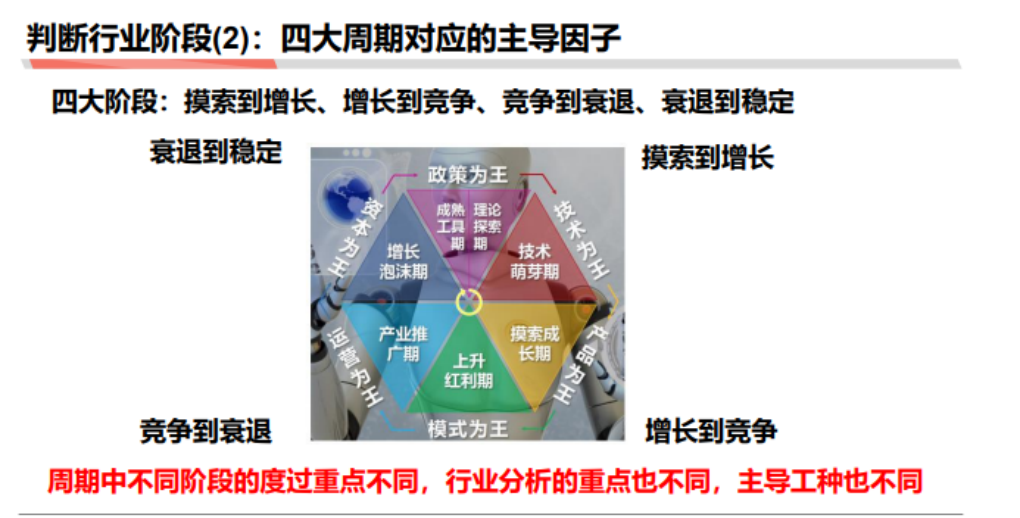 判断行业阶段(2)：四大周期对应的主导因子
四大阶段：摸索到增长、增长到竞争、竞争到衰退、衰退到稳定
衰退到稳定
摸索到增长
政策为王
资本为王
成熟工具期
理论探索期
技术为王
增长泡沫期
技术萌芽期
运营为王
产业推广期
上升红利期
摸索成长期
产品为王
模式为王
竞争到衰退
增长到竞争
周期中不同阶段的度过重点不同，行业分析的重点也不同，主导工种也不同